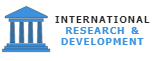 INTERNATIONAL
RESEARCH &
DEVELOPMENT